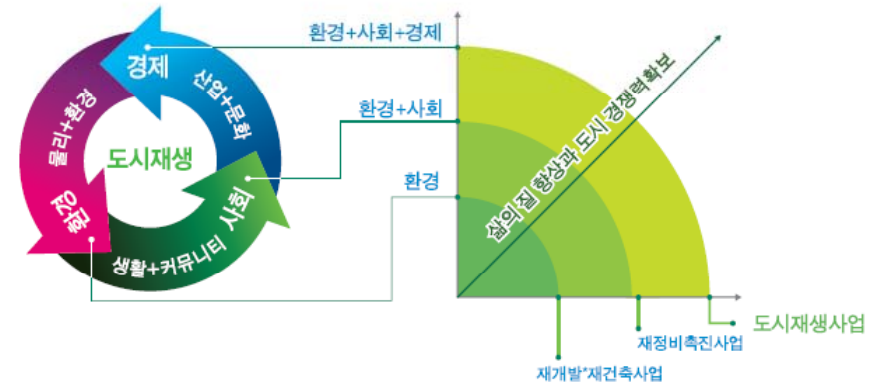 경제
산업+문화
물리+환경
도시재생
환경
사회
생활+커뮤니티
환경+사회+경제
환경+사회
환경
삶의 질 향상과 도시 경쟁력확보
도시재생사업
재정비촉진사업
재개발*재건축사업